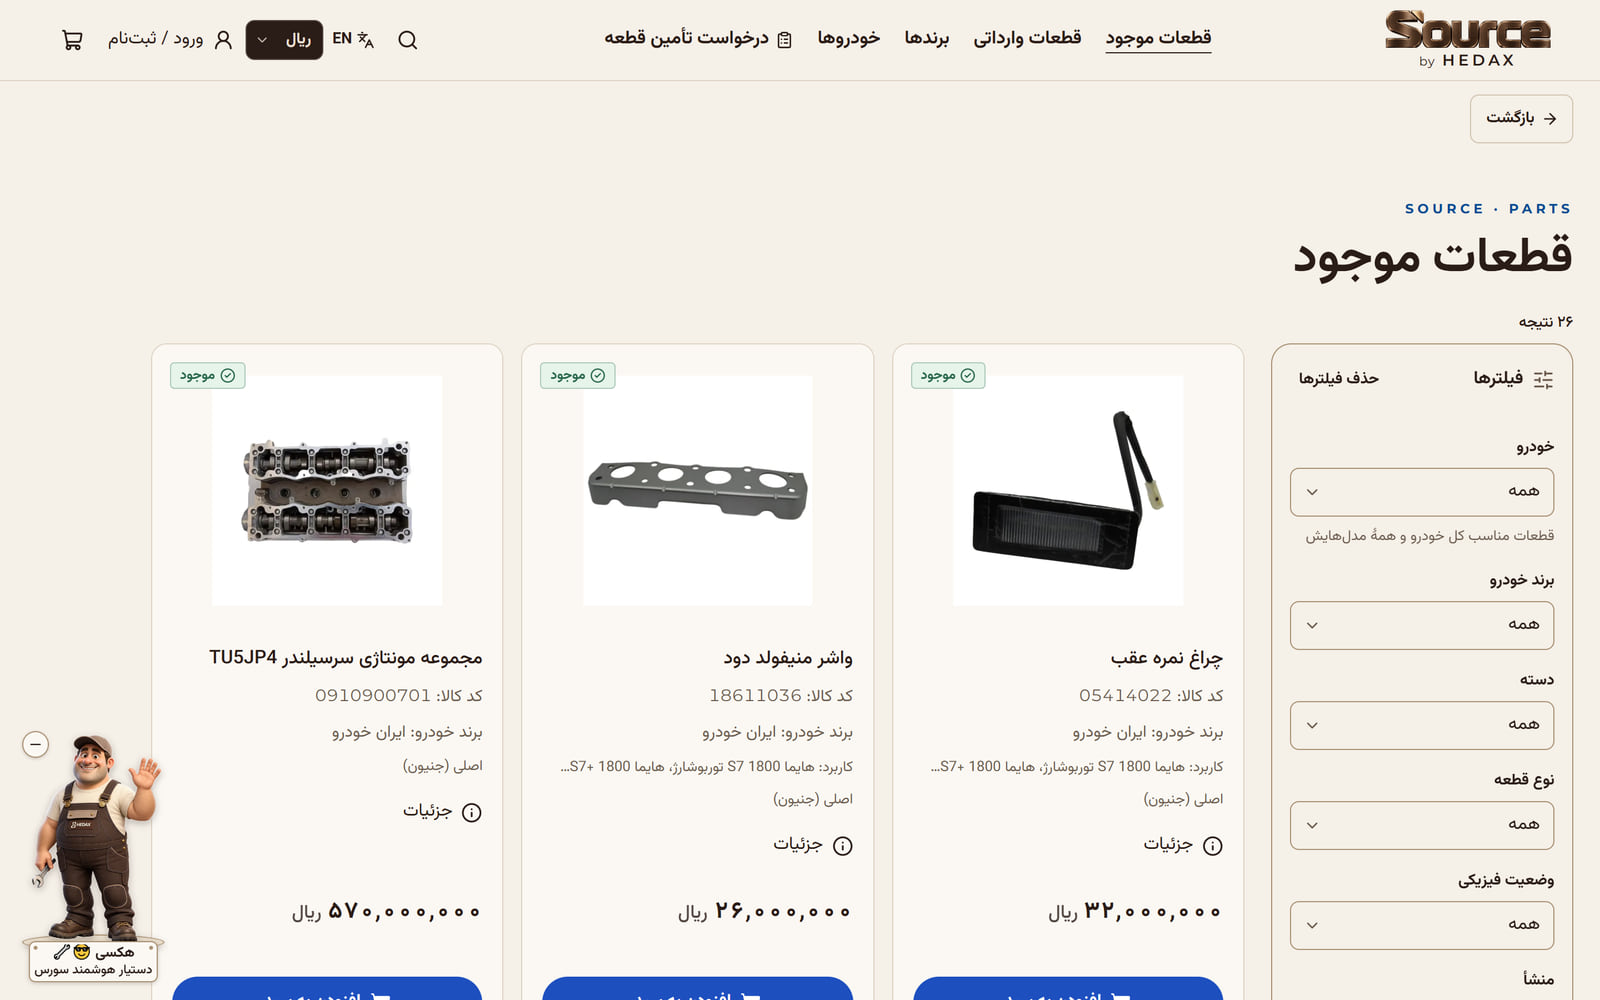 Source
by HEDAX
قطعات موجود
قطعات وارداتی
برندها
خودروها
درخواست تأمین قطعه
EN
ریال
ورود / ثبت‌نام
بازگشت
SOURCE · PARTS
قطعات موجود
۲۶ نتیجه
فیلترها
حذف فیلترها
خودرو
همه
قطعات مناسب کل خودرو و همهٔ مدل‌هایش
برند خودرو
همه
دسته
همه
نوع قطعه
همه
وضعیت فیزیکی
همه
منشأ
موجود
چراغ نمره عقب
کد کالا: 05414022
برند خودرو: ایران خودرو
کاربرد: هایما S7 1800 توربوشارژ، هایما S7+ 1800...
اصلی (جنیون)
جزئیات
۳۲,۰۰۰,۰۰۰ ریال
موجود
واشر منیفولد دود
کد کالا: 18611036
برند خودرو: ایران خودرو
کاربرد: هایما S7 1800 توربوشارژ، هایما S7+ 1800...
اصلی (جنیون)
جزئیات
۲۶,۰۰۰,۰۰۰ ریال
موجود
مجموعه مونتاژی سرسیلندر TU5JP4
کد کالا: 0910900701
برند خودرو: ایران خودرو
اصلی (جنیون)
جزئیات
۵۷۰,۰۰۰,۰۰۰ ریال
HEDAX
هکسی
دستیار هوشمند سورس